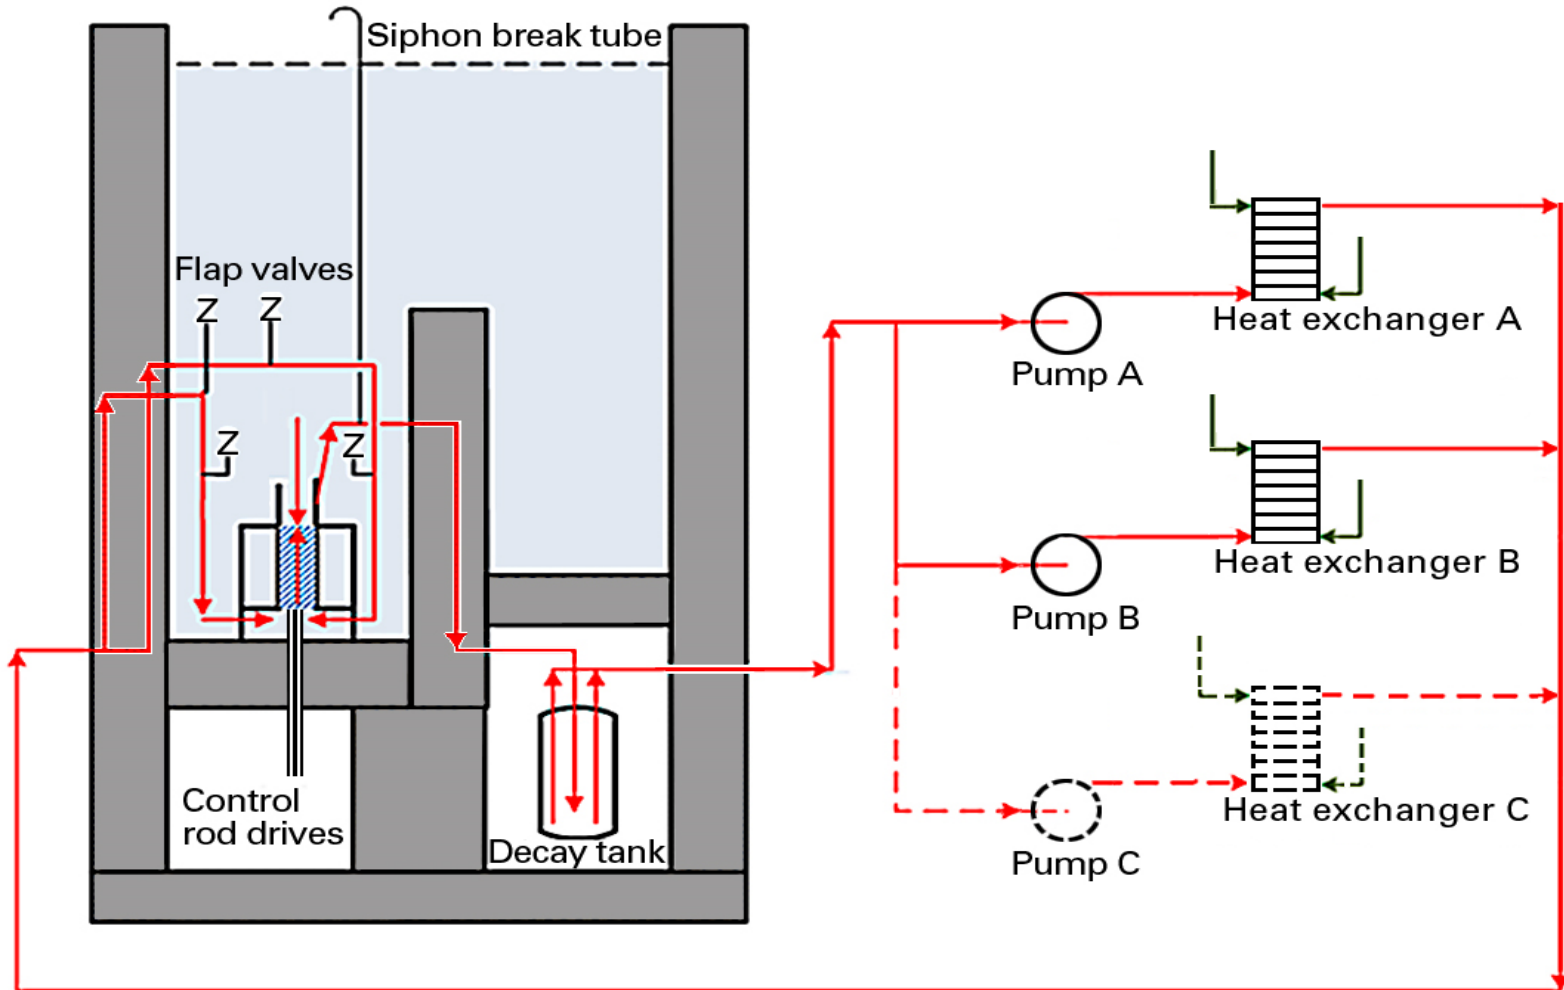 Siphon break tube
Flap valves
Z
Z
Z
Z
Control
rod drives
Decay tank
Pump A
Heat exchanger A
Pump B
Heat exchanger B
Pump C
Heat exchanger C